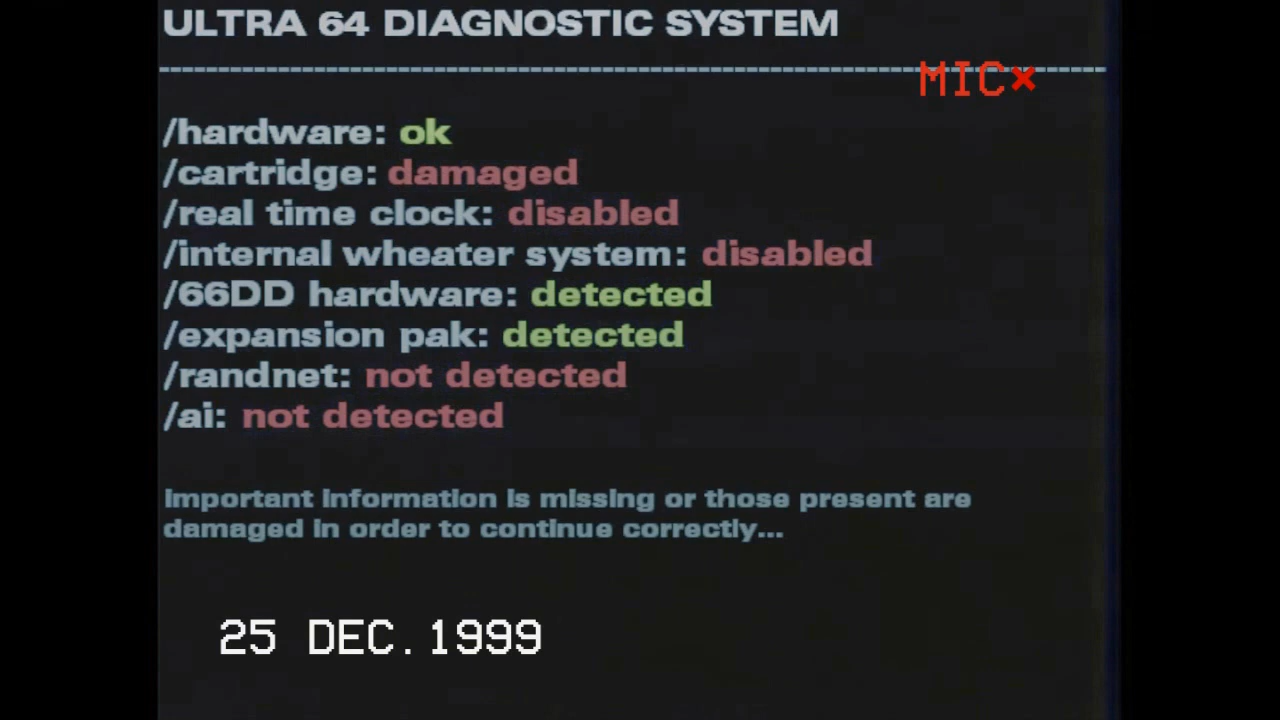 ULTRA 64 DIAGNOSTIC SYSTEM
MIC×
/hardware: ok
/cartridge: damaged
/real time clock: disabled
/internal wheater system: disabled
/66DD hardware: detected
/expansion pak: detected
/randnet: not detected
/ai: not detected
Important information is missing or those present are
damaged in order to continue correctly...
25 DEC.1999